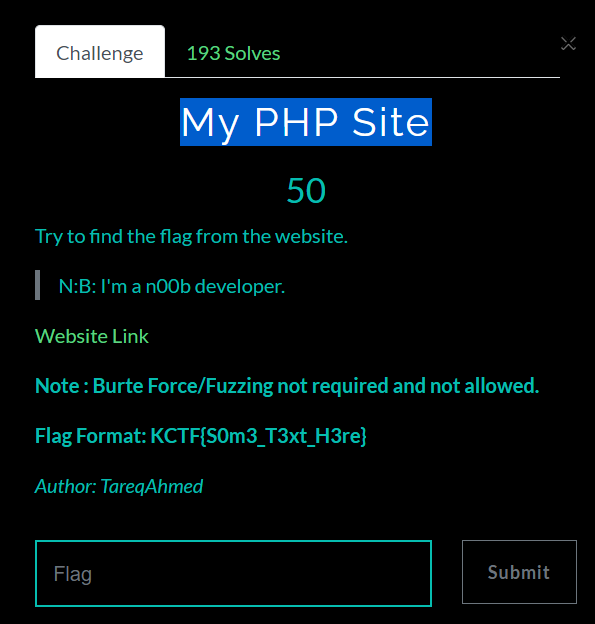 Challenge
193 Solves
My PHP Site
50
Try to find the flag from the website.
N:B: I'm a n00b developer.
Website Link
Note : Burte Force/Fuzzing not required and not allowed.
Flag Format: KCTF{S0m3_T3xt_H3re}
Author: TareqAhmed
Flag
Submit